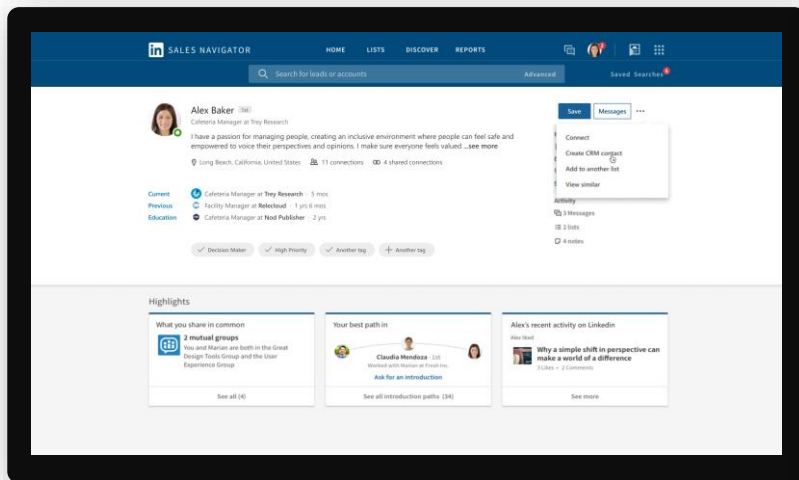 in SALES NAVIGATOR
HOME LISTS DISCOVER REPORTS
Search for leads or accounts
Advanced
Saved Searches
Alex Baker 1st
Cafeteria Manager at Trey Research
I have a passion for managing people, creating an inclusive environment where people can feel safe and
empowered to voice their perspectives and opinions. I make sure everyone feels valued ...see more
Long Beach, California, United States 11 connections 4 shared connections
Current Cafeteria Manager at Trey Research · 5 mos
Previous Facility Manager at Relecloud · 1 yrs 6 mos
Education Cafeteria Manager at Nod Publisher · 2 yrs
Decision Maker High Priority Another tag Another tag
Save Messages ...
Connect
Create CRM contact
Add to another list
View similar
Activity
3 Messages
2 lists
4 notes
Highlights
What you share in common
2 mutual groups
You and Marian are both in the Great
Design Tools Group and the User
Experience Group
See all (4)
Your best path in
Claudia Mendoza · 1st
Worked with Marian at Fresh Inc.
Ask for an Introduction
See all introduction paths (34)
Alex's recent activity on Linkedin
Why a simple shift in perspective can
make a world of a difference
3 Likes • 2 Comments
See more